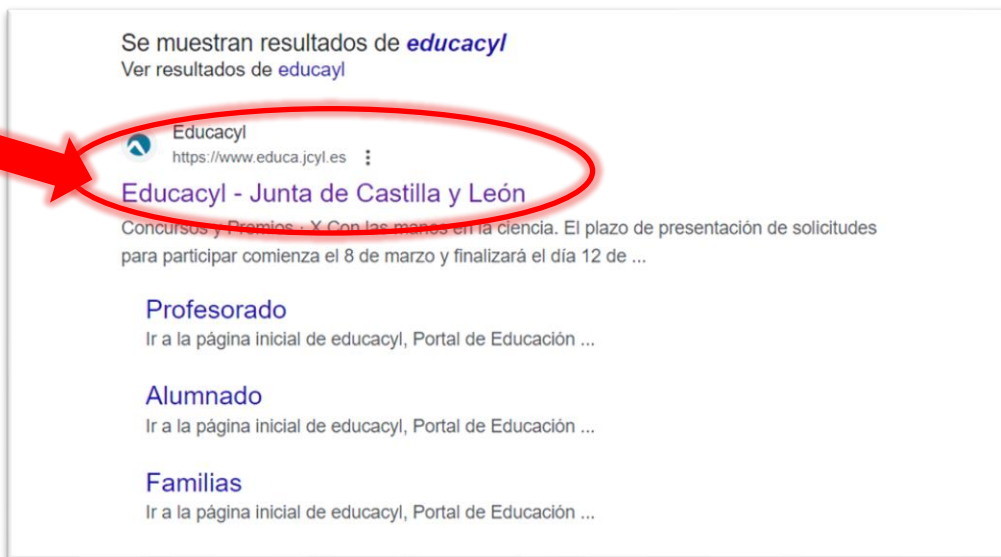 Se muestran resultados de educacyl
Ver resultados de educayl
Educacyl
https://www.educa.jcyl.es
Educacyl - Junta de Castilla y León
Concursos y Premios · X Con las manos en la ciencia. El plazo de presentación de solicitudes
para participar comienza el 8 de marzo y finalizará el día 12 de ...
Profesorado
Ir a la página inicial de educacyl, Portal de Educación ...
Alumnado
Ir a la página inicial de educacyl, Portal de Educación ...
Familias
Ir a la página inicial de educacyl, Portal de Educación ...